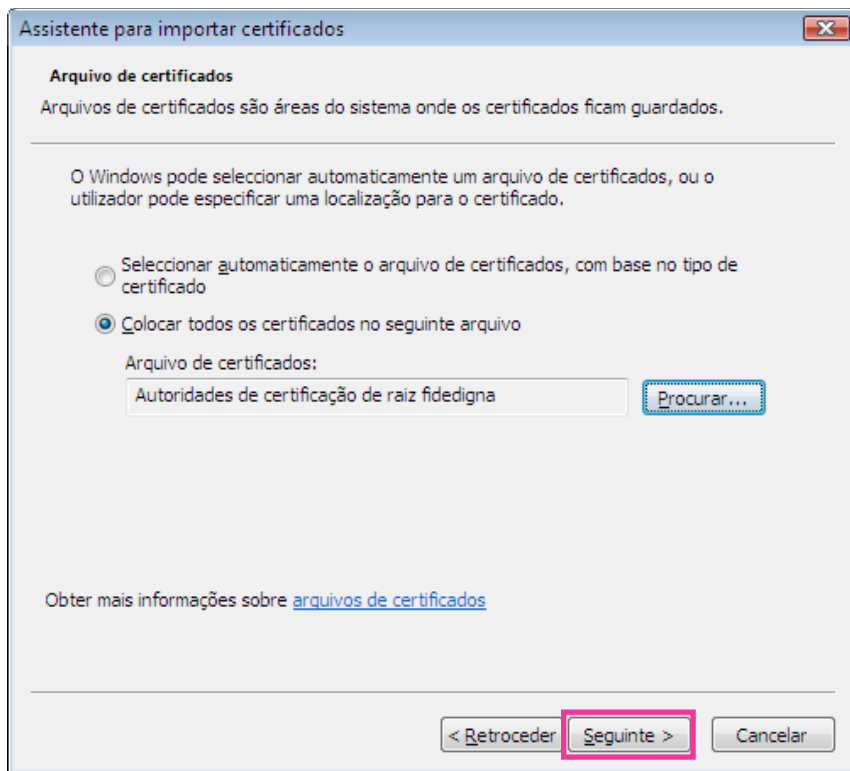 Assistente para importar certificados
Arquivo de certificados
Arquivos de certificados são áreas do sistema onde os certificados ficam guardados.
O Windows pode seleccionar automaticamente um arquivo de certificados, ou o
utilizador pode especificar uma localização para o certificado.
Seleccionar automaticamente o arquivo de certificados, com base no tipo de
certificado
Colocar todos os certificados no seguinte arquivo
Arquivo de certificados:
Autoridades de certificação de raiz fidedigna
Procurar...
Obter mais informações sobre arquivos de certificados
< Retroceder
Seguinte >
Cancelar